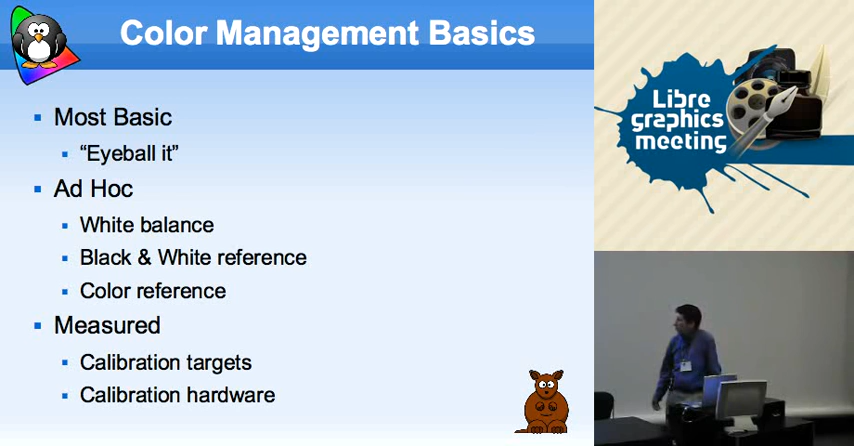 Color Management Basics
Most Basic
“Eyeball it”
Ad Hoc
White balance
Black & White reference
Color reference
Measured
Calibration targets
Calibration hardware
Libre
graphics
meeting